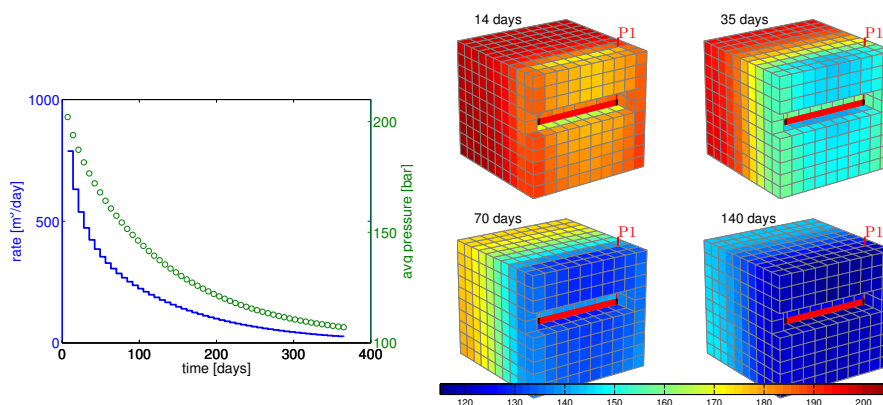 1000
500
0
rate [m³/day]
0
100
200
300
400
time [days]
200
150
100
avg pressure [bar]
14 days
P1
35 days
P1
70 days
P1
140 days
P1
120
130
140
150
160
170
180
190
200